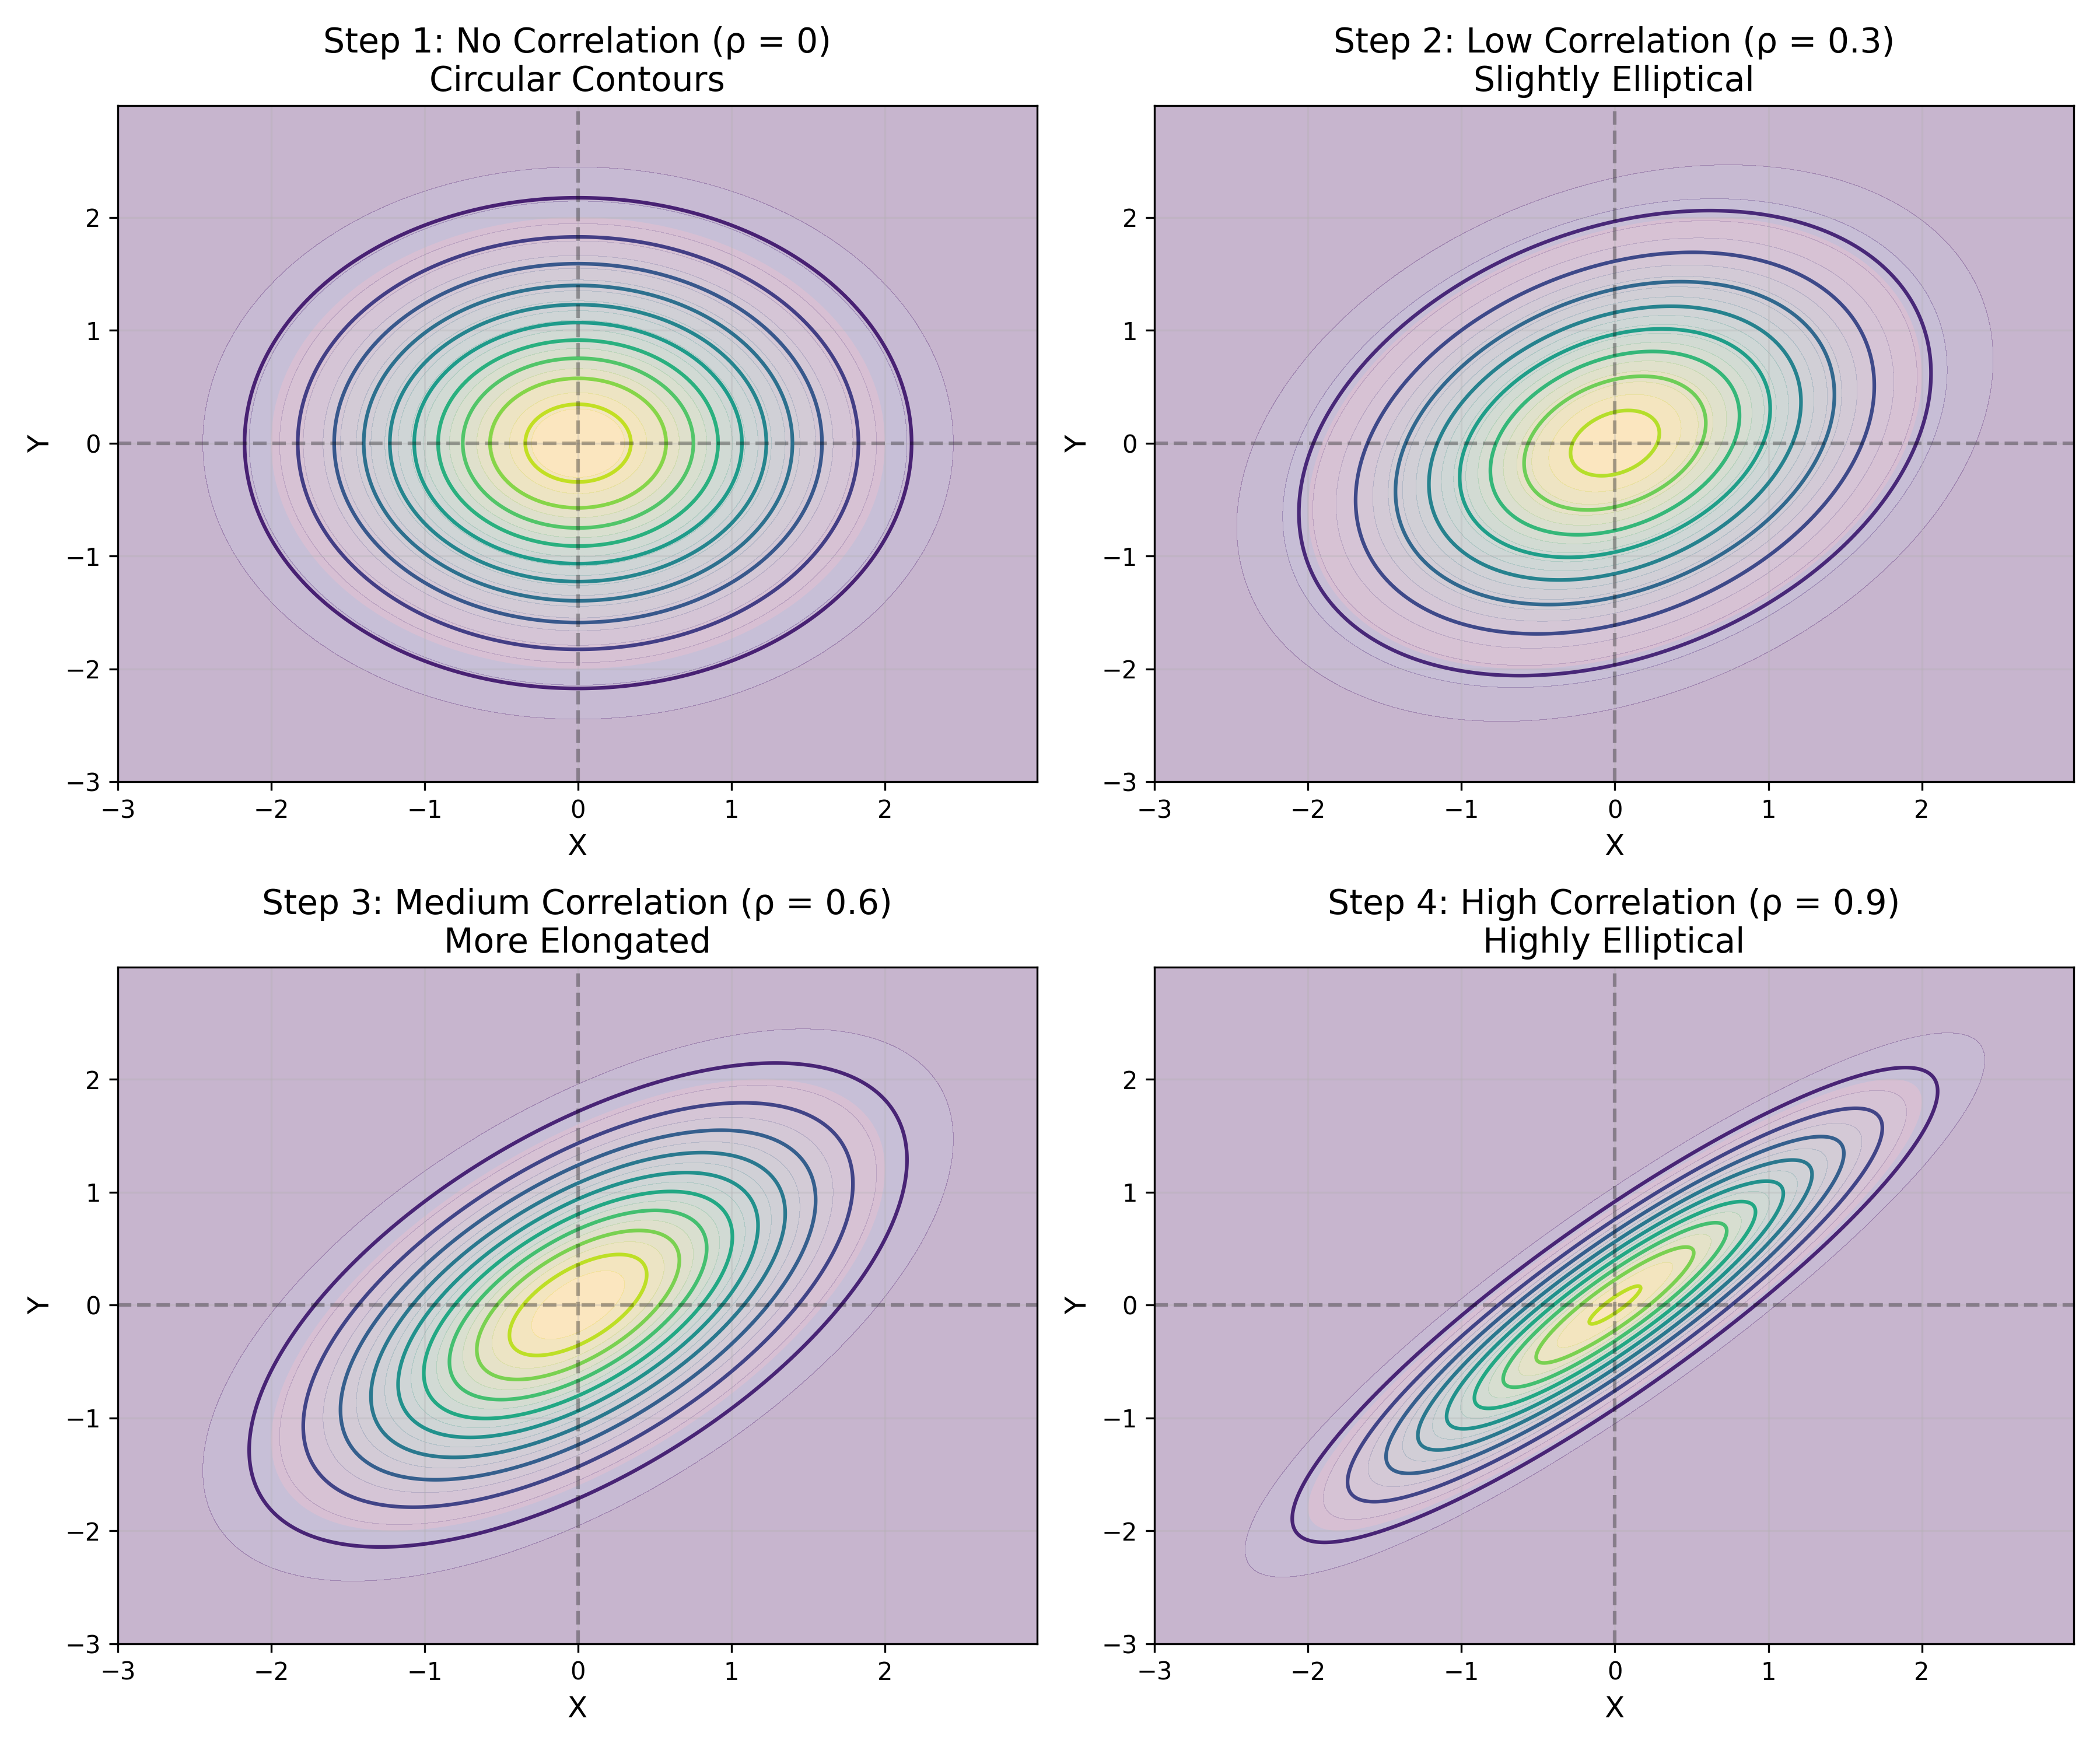 Step 1: No Correlation (ρ = 0)
Circular Contours
2
1
0
−1
−2
−3
Y
−3 −2 −1 0 1 2
X
Step 2: Low Correlation (ρ = 0.3)
Slightly Elliptical
2
1
0
−1
−2
−3
Y
−3 −2 −1 0 1 2
X
Step 3: Medium Correlation (ρ = 0.6)
More Elongated
2
1
0
−1
−2
−3
Y
−3 −2 −1 0 1 2
X
Step 4: High Correlation (ρ = 0.9)
Highly Elliptical
2
1
0
−1
−2
−3
Y
−3 −2 −1 0 1 2
X